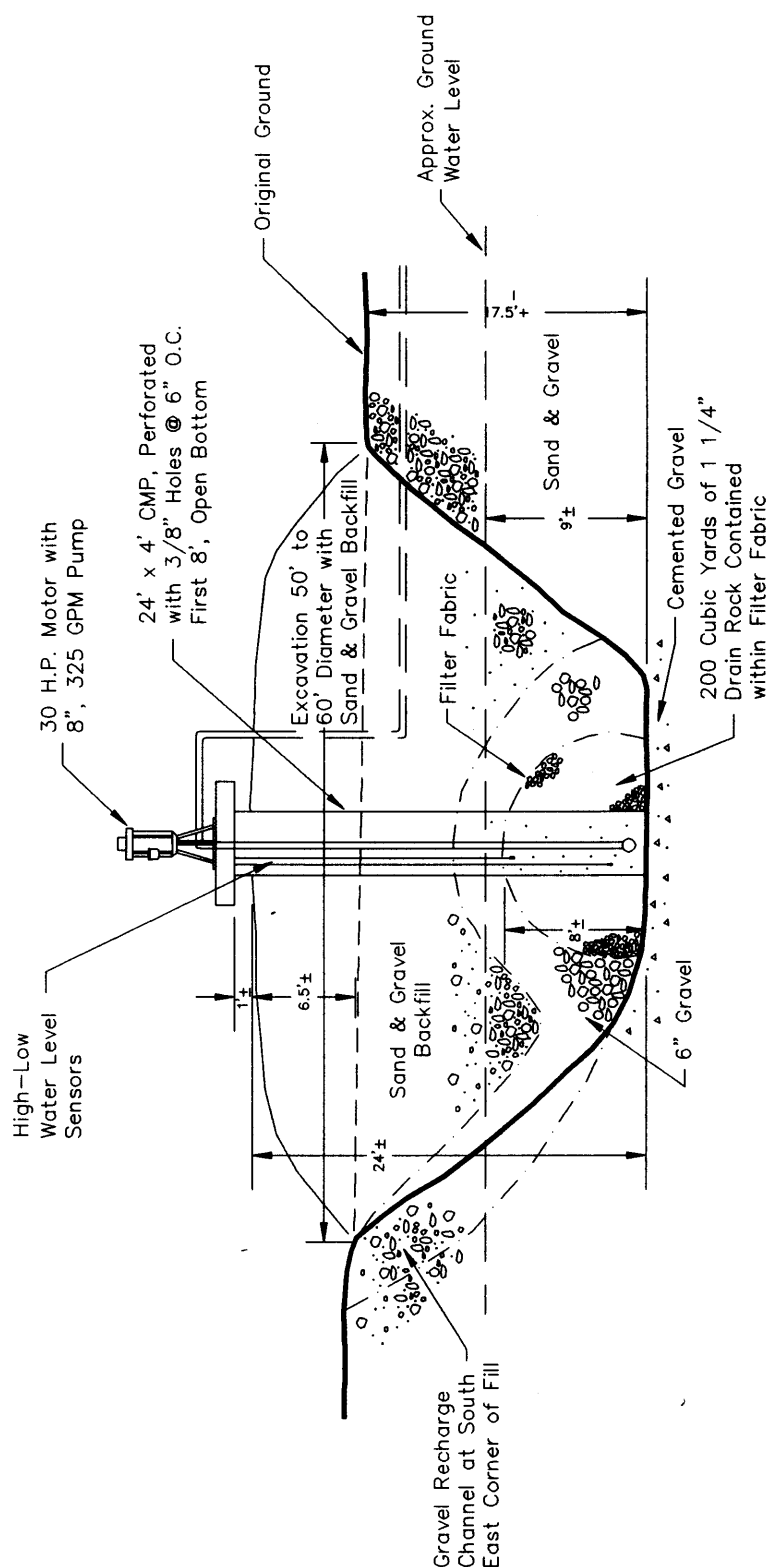 High-Low
Water Level
Sensors
30 H.P. Motor with
8", 325 GPM Pump
24' x 4' CMP, Perforated
with 3/8" Holes @ 6" O.C.
First 8', Open Bottom
Original Ground
Approx. Ground
Water Level
Excavation 50' to
60' Diameter with
Sand & Gravel Backfill
1'±
6.5'±
24'±
Sand & Gravel
Backfill
8'±
Filter Fabric
9'±
17.5'±
Sand & Gravel
Gravel Recharge
Channel at South
East Corner of Fill
6" Gravel
Cemented Gravel
200 Cubic Yards of 1 1/4"
Drain Rock Contained
within Filter Fabric